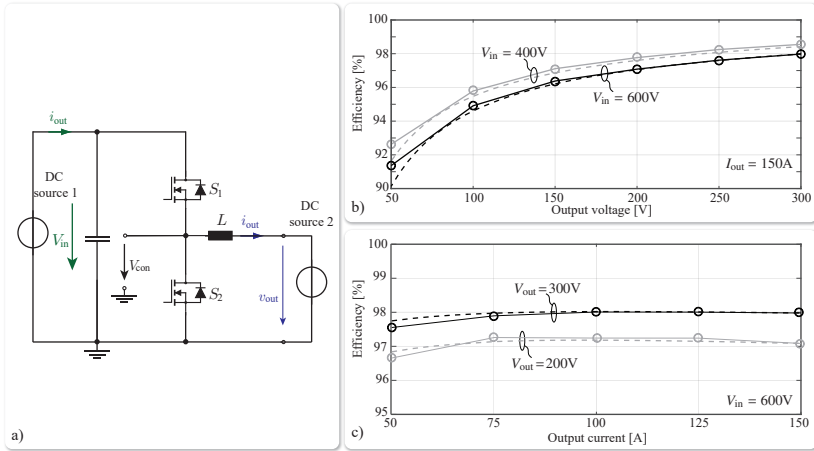 i_out
DC
source 1
V_in
V_con
S_1
L
i_out
DC
source 2
S_2
v_out
a)
100
98
96
94
92
90
Efficiency [%]
V_in = 400V
V_in = 600V
I_out = 150A
50
100
150
200
250
300
Output voltage [V]
b)
100
99
98
97
96
95
Efficiency [%]
V_out = 300V
V_out = 200V
V_in = 600V
50
75
100
125
150
Output current [A]
c)